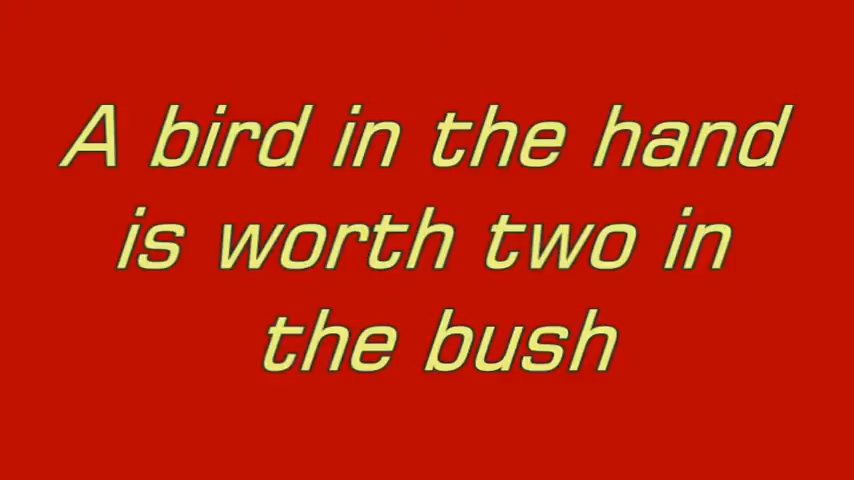 A bird in the hand
is worth two in
the bush